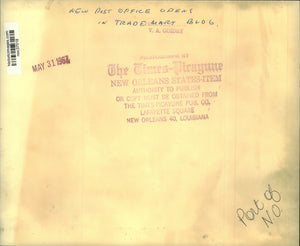 NEW POST OFFICE OPENS
IN TRADE MART BLDG.
MAY 31 1967
PHOTOGRAPH BY
The Times-Picayune
NEW ORLEANS STATES-ITEM
AUTHORITY TO PUBLISH
OR COPY MUST BE OBTAINED FROM
THE TIMES-PICAYUNE PUB. CO.
LAFAYETTE SQUARE
NEW ORLEANS 40, LOUISIANA
Port of
N.O.